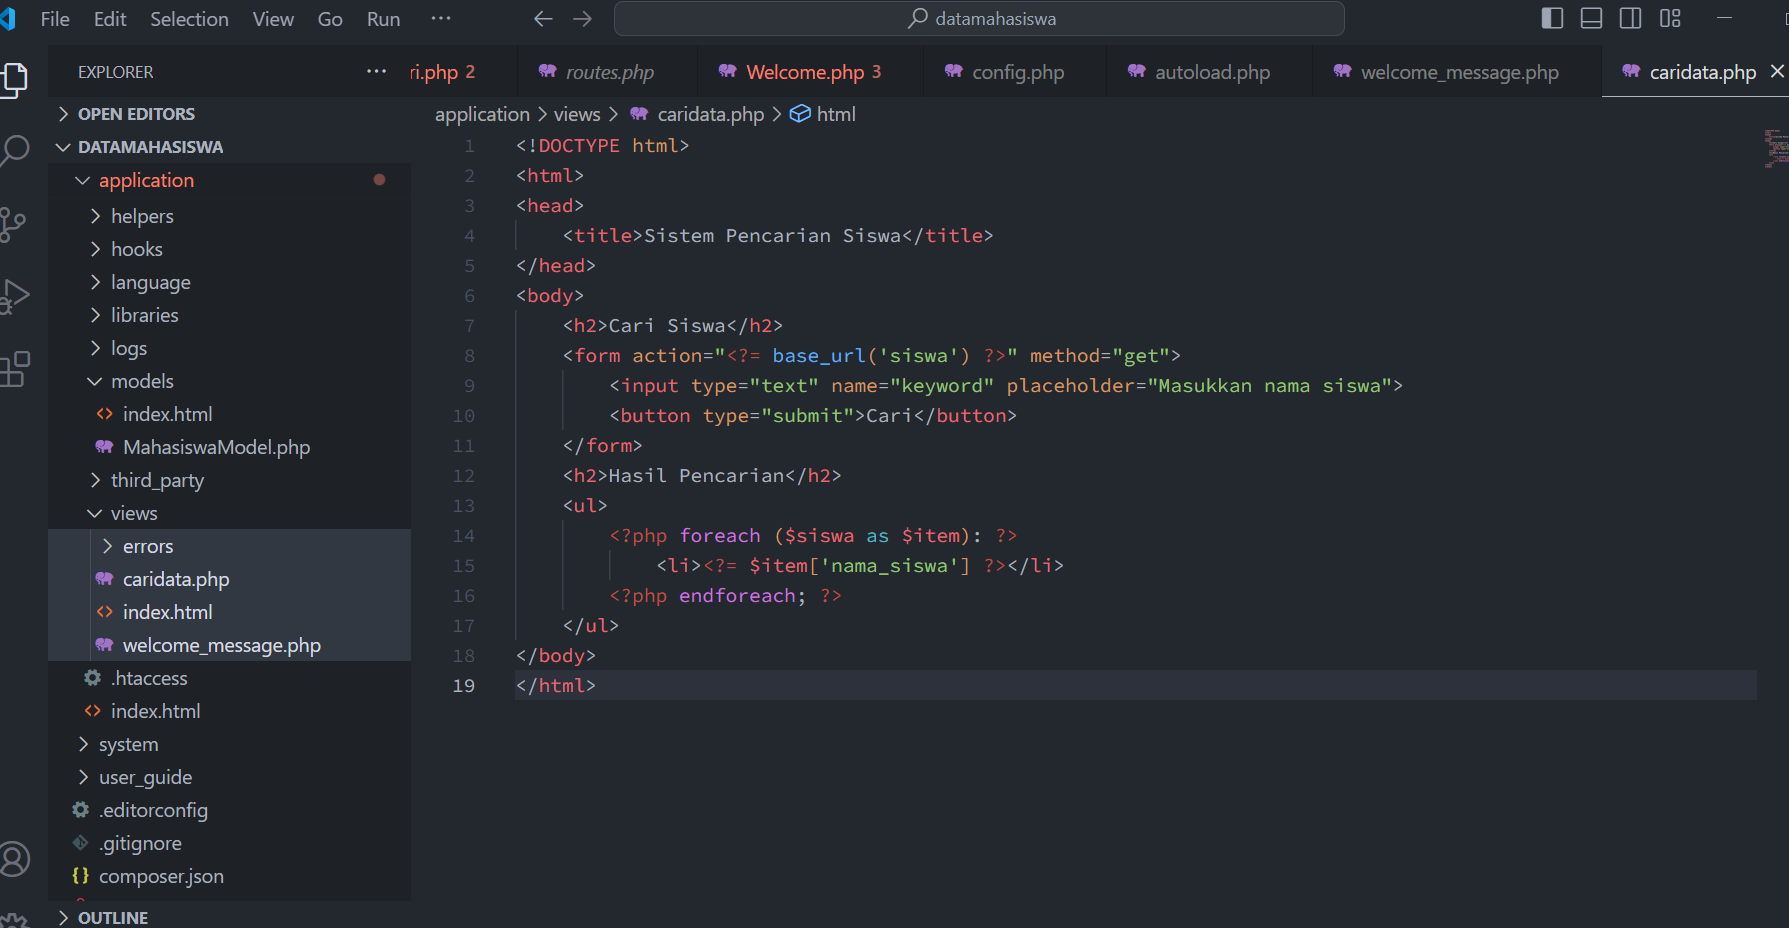 File Edit Selection View Go Run ··· datamahasiswa
EXPLORER ··· ri.php 2 routes.php Welcome.php 3 config.php autoload.php welcome_message.php caridata.php
application > views > caridata.php > html
OPEN EDITORS
DATAMAHASISWA
application
helpers
hooks
language
libraries
logs
models
index.html
MahasiswaModel.php
third_party
views
errors
caridata.php
index.html
welcome_message.php
.htaccess
index.html
system
user_guide
.editorconfig
.gitignore
{} composer.json
OUTLINE
1 <!DOCTYPE html>
2 <html>
3 <head>
4     <title>Sistem Pencarian Siswa</title>
5 </head>
6 <body>
7     <h2>Cari Siswa</h2>
8     <form action="<?= base_url('siswa') ?>" method="get">
9         <input type="text" name="keyword" placeholder="Masukkan nama siswa">
10         <button type="submit">Cari</button>
11     </form>
12     <h2>Hasil Pencarian</h2>
13     <ul>
14         <?php foreach ($siswa as $item): ?>
15             <li><?= $item['nama_siswa'] ?></li>
16         <?php endforeach; ?>
17     </ul>
18 </body>
19 </html>